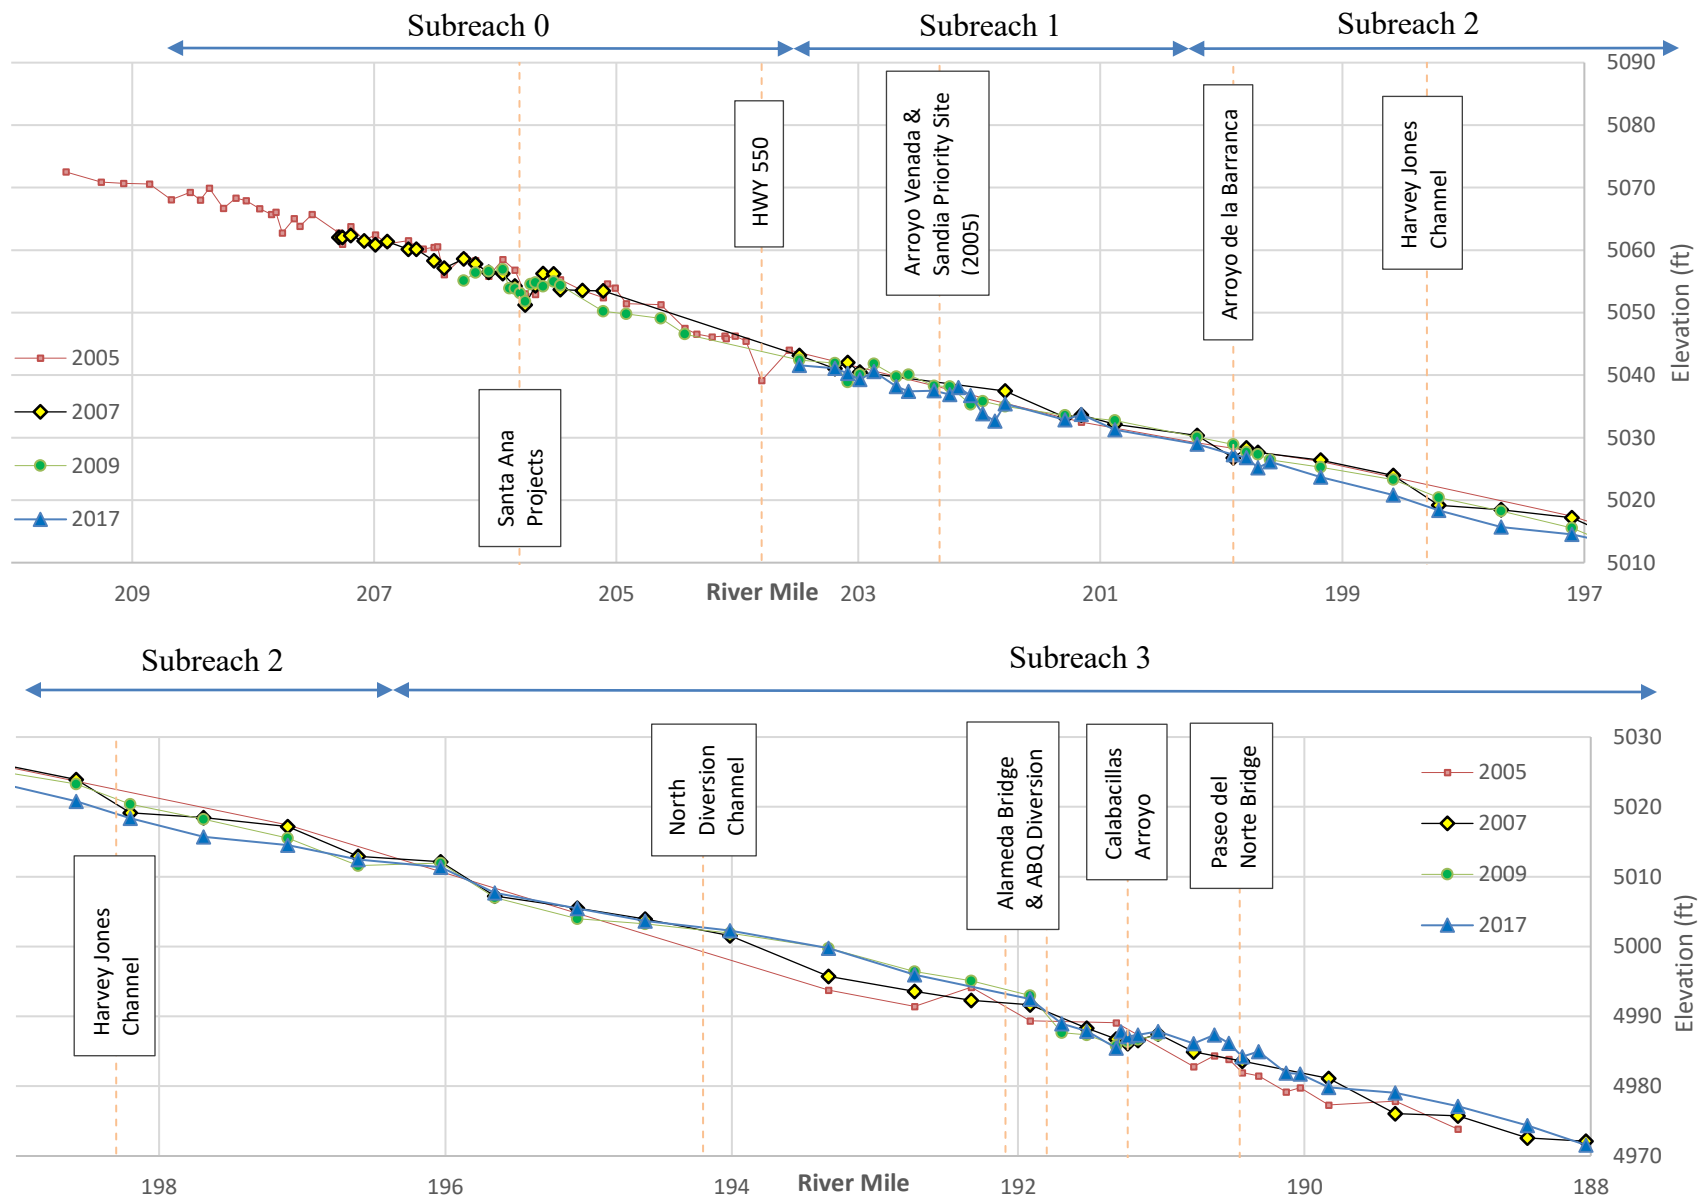 Subreach 0
Subreach 1
Subreach 2
5090
5080
5070
5060
5050
5040
5030
5020
5010
Elevation (ft)
HWY 550
Arroyo Venada &
Sandia Priority Site
(2005)
Arroyo de la Barranca
Harvey Jones
Channel
Santa Ana
Projects
2005
2007
2009
2017
209
207
205
River Mile
203
201
199
197
Subreach 2
Subreach 3
5030
5020
5010
5000
4990
4980
4970
Elevation (ft)
Harvey Jones
Channel
North
Diversion
Channel
Alameda Bridge
& ABQ Diversion
Calabacillas
Arroyo
Paseo del
Norte Bridge
2005
2007
2009
2017
198
196
194
River Mile
192
190
188